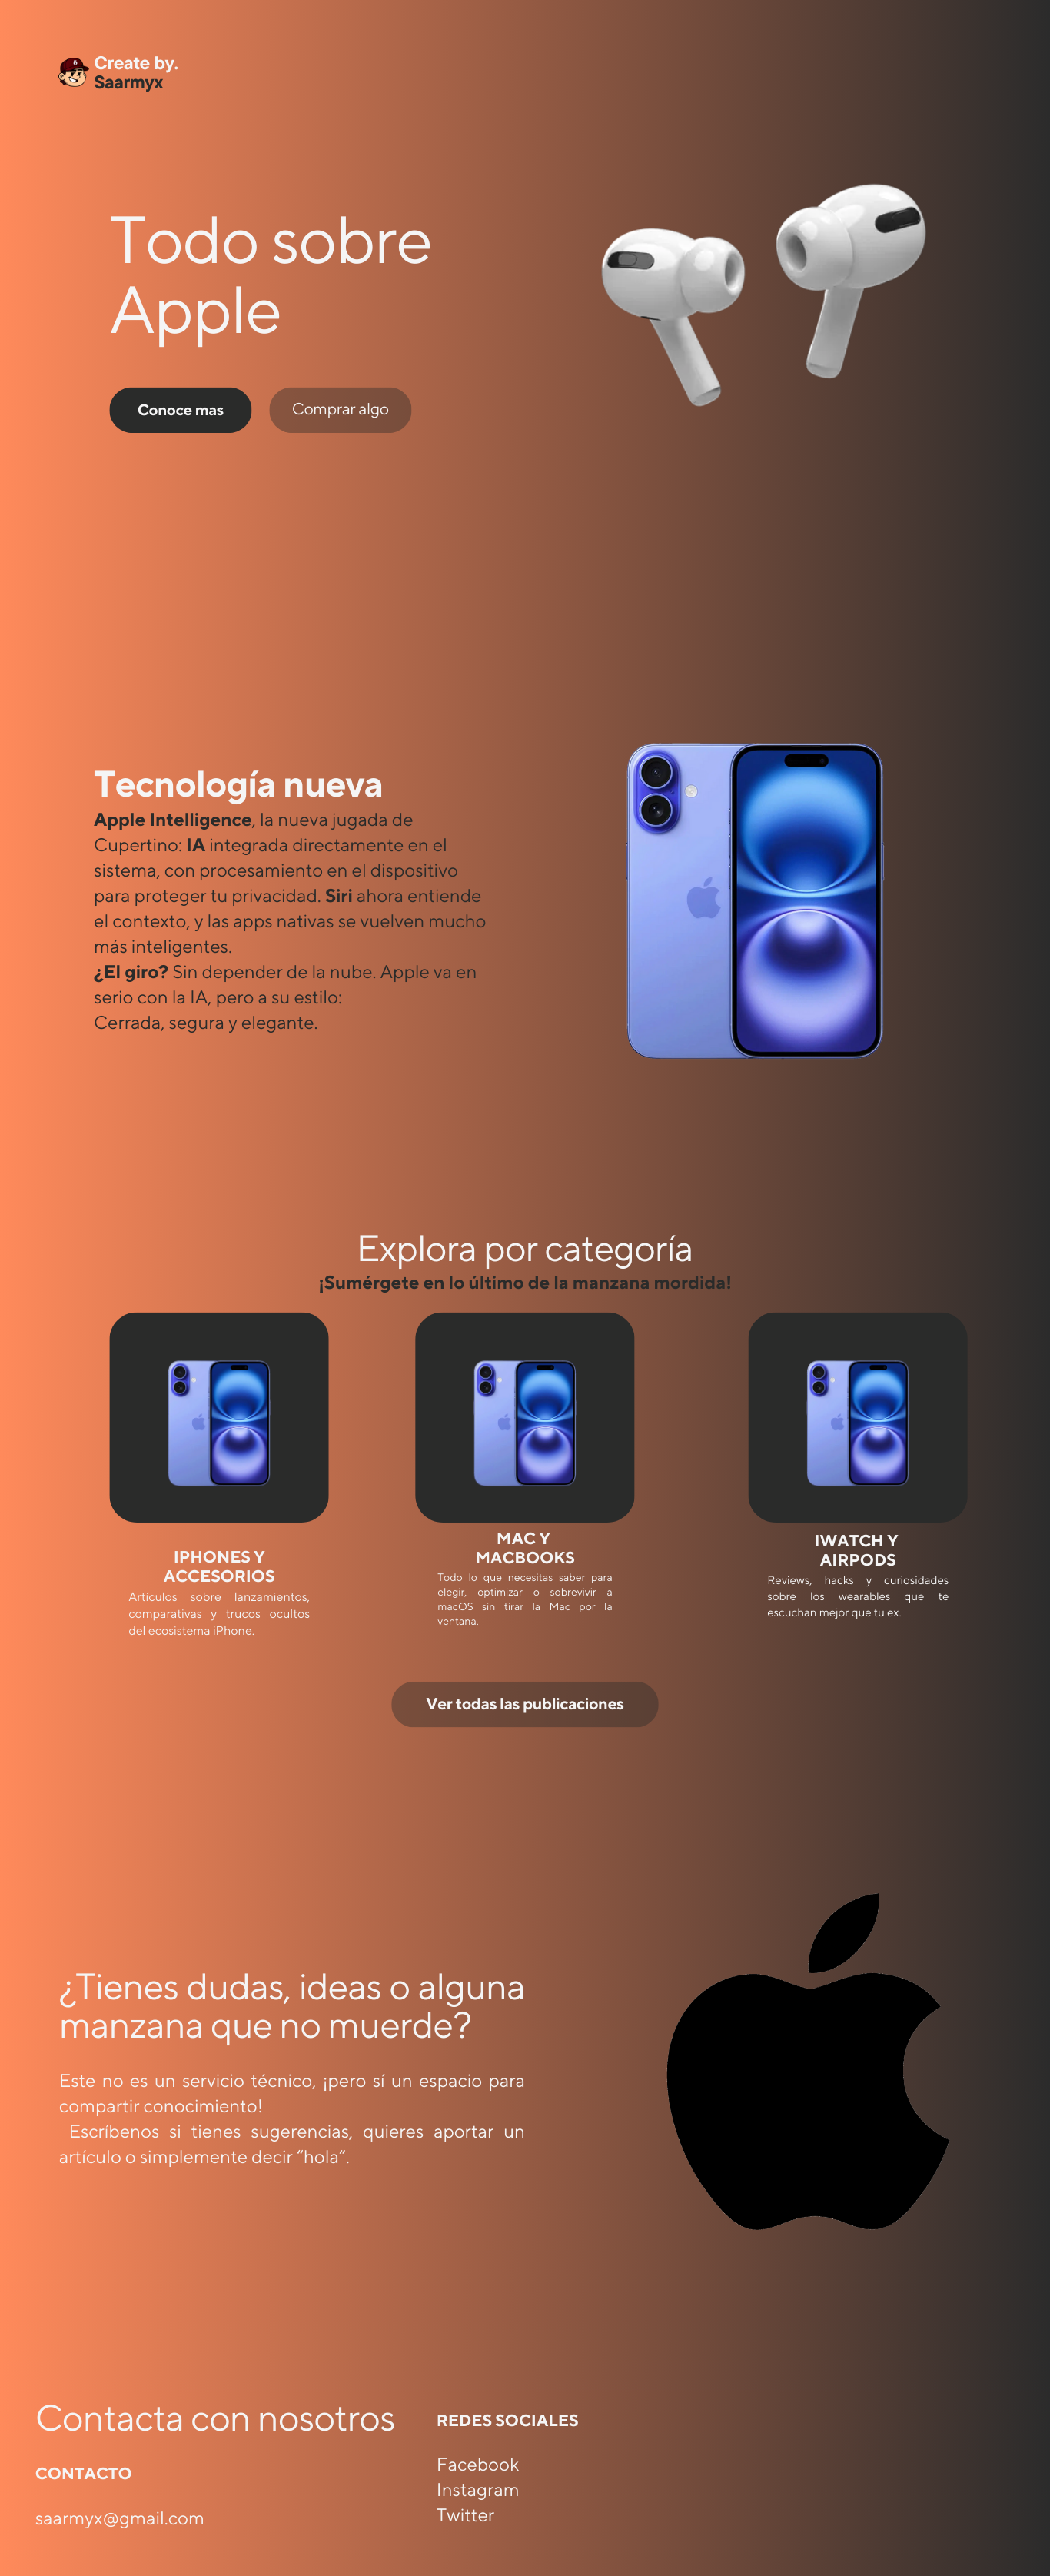 Create by.
Saarmyx
Todo sobre
Apple
Conoce mas
Comprar algo
Tecnología nueva
Apple Intelligence, la nueva jugada de
Cupertino: IA integrada directamente en el
sistema, con procesamiento en el dispositivo
para proteger tu privacidad. Siri ahora entiende
el contexto, y las apps nativas se vuelven mucho
más inteligentes.
¿El giro? Sin depender de la nube. Apple va en
serio con la IA, pero a su estilo:
Cerrada, segura y elegante.
Explora por categoría
¡Sumérgete en lo último de la manzana mordida!
IPHONES Y
ACCESORIOS
Artículos sobre lanzamientos,
comparativas y trucos ocultos
del ecosistema iPhone.
MAC Y
MACBOOKS
Todo lo que necesitas saber para
elegir, optimizar o sobrevivir a
macOS sin tirar la Mac por la
ventana.
IWATCH Y
AIRPODS
Reviews, hacks y curiosidades
sobre los wearables que te
escuchan mejor que tu ex.
Ver todas las publicaciones
¿Tienes dudas, ideas o alguna
manzana que no muerde?
Este no es un servicio técnico, ¡pero sí un espacio para
compartir conocimiento!
Escríbenos si tienes sugerencias, quieres aportar un
artículo o simplemente decir “hola”.
Contacta con nosotros
CONTACTO
saarmyx@gmail.com
REDES SOCIALES
Facebook
Instagram
Twitter